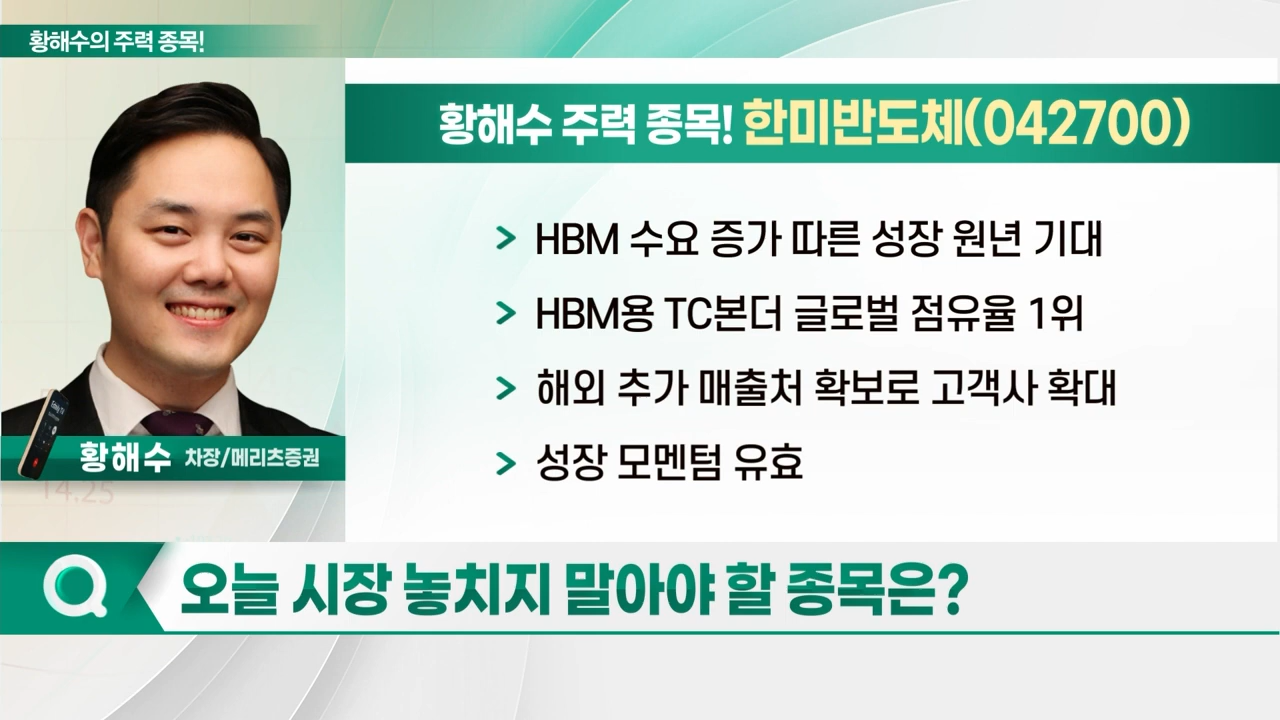 황해수의 주력 종목!
황해수 주력 종목! 한미반도체(042700)
> HBM 수요 증가 따른 성장 원년 기대
> HBM용 TC본더 글로벌 점유율 1위
> 해외 추가 매출처 확보로 고객사 확대
> 성장 모멘텀 유효
황해수 차장/메리츠증권
14.25
Q 오늘 시장 놓치지 말아야 할 종목은?